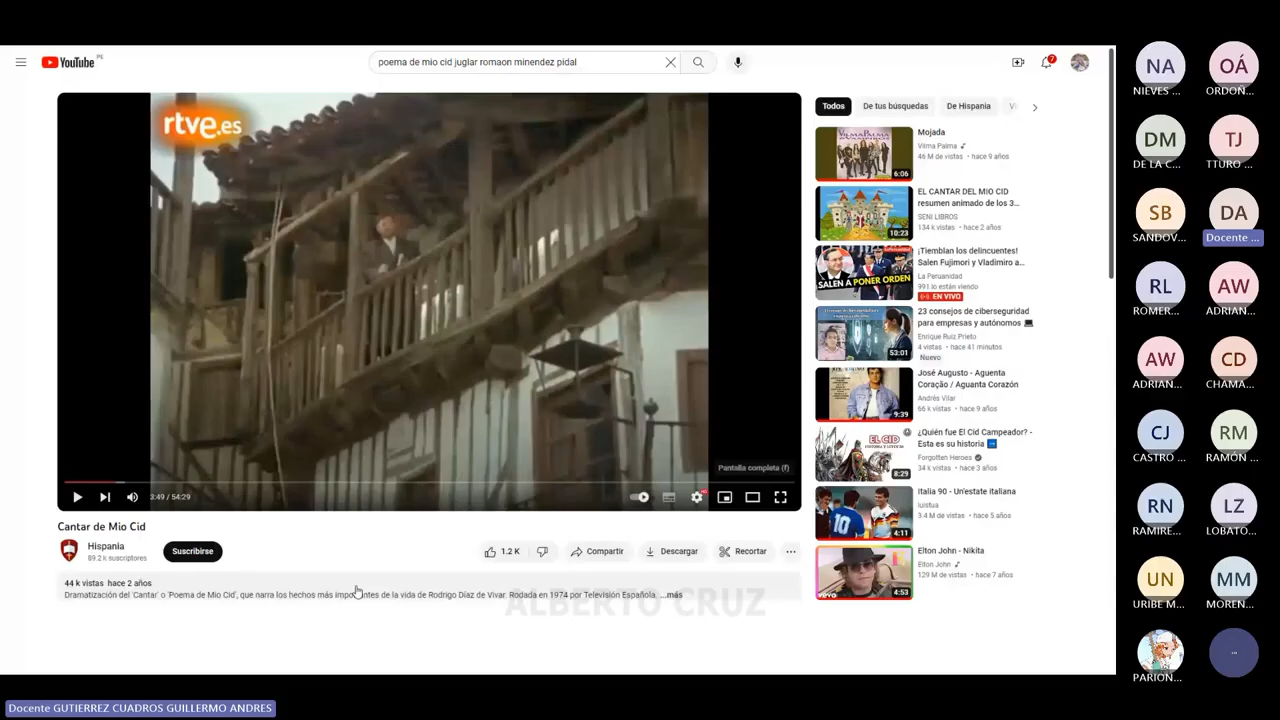 YouTube PE
poema de mio cid juglar romaon minendez pidal
7
rtve.es
Pantalla completa (f)
3:49 / 54:29
Cantar de Mio Cid
Hispania
89.2 k suscriptores
Suscribirse
1.2 K
Compartir
Descargar
Recortar
44 k vistas hace 2 años
Dramatización del 'Cantar' o 'Poema de Mio Cid', que narra los hechos más importantes de la vida de Rodrigo Díaz de Vivar. Rodada en 1974 por Televisión Española. ...más
ALBERTO CRUZ
Todos
De tus búsquedas
De Hispania
Mojada
Vilma Palma
46 M de vistas • hace 9 años
6:06
EL CANTAR DEL MIO CID
resumen animado de los 3...
SENI LIBROS
134 k vistas • hace 2 años
10:23
¡Tiemblan los delincuentes!
Salen Fujimori y Vladimiro a...
La Peruanidad
991 lo están viendo
EN VIVO
SALEN A PONER ORDEN
23 consejos de ciberseguridad
para empresas y autónomos
Enrique Ruiz Prieto
4 vistas • hace 41 minutos
Nuevo
53:01
José Augusto - Aguenta
Coração / Aguanta Corazón
Andrés Vilar
66 k vistas • hace 9 años
9:39
¿Quién fue El Cid Campeador? -
Esta es su historia
Forgotten Heroes
34 k vistas • hace 3 años
EL CID
8:29
Italia 90 - Un'estate italiana
luistua
3.4 M de vistas • hace 5 años
10
4:11
Elton John - Nikita
Elton John
129 M de vistas • hace 7 años
vevo
4:53
NA
NIEVES ...
OÁ
ORDOÑ...
DM
DE LA C...
TJ
TTURO ...
SB
SANDOV...
DA
Docente ...
RL
ROMER...
AW
ADRIAN...
AW
ADRIAN...
CD
CHAMA...
CJ
CASTRO ...
RM
RAMÓN ...
RN
RAMIRE...
LZ
LOBATO...
UN
URIBE M...
MM
MOREN...
PARION...
...
Docente GUTIERREZ CUADROS GUILLERMO ANDRES